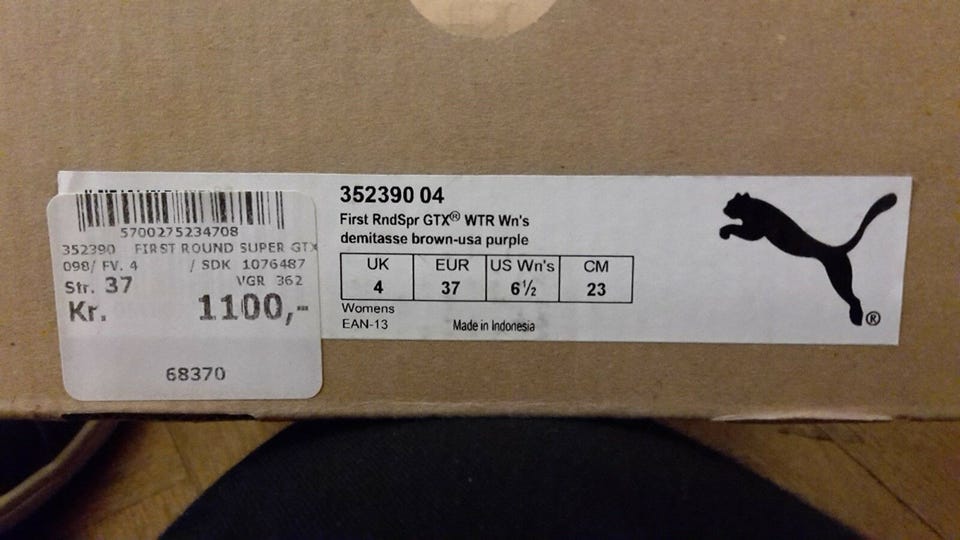 5700275234708
352390 FIRST ROUND SUPER GTX
098/ FV. 4 / SDK 1076487
Str. 37 VGR 362
Kr. 1100,-
68370
352390 04
First RndSpr GTX® WTR Wn's
demitasse brown-usa purple
UK EUR US Wn's CM
4 37 6½ 23
Womens
EAN-13 Made in Indonesia
®